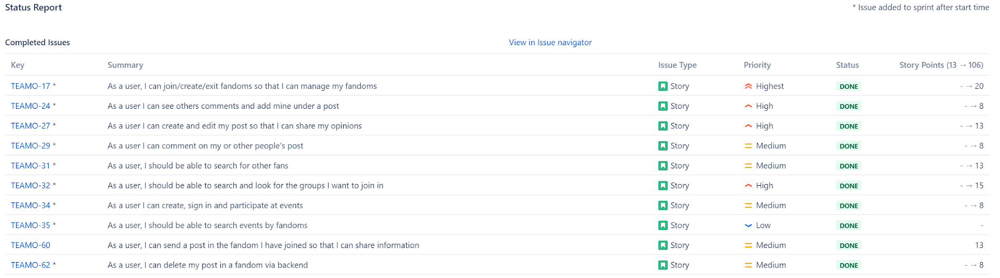 Status Report * Issue added to sprint after start time
Completed Issues View in Issue navigator
Key Summary Issue Type Priority Status Story Points (13 → 106)
TEAMO-17 * As a user, I can join/create/exit fandoms so that I can manage my fandoms Story Highest DONE - → 20
TEAMO-24 * As a user I can see others comments and add mine under a post Story High DONE - → 8
TEAMO-27 * As a user I can create and edit my post so that I can share my opinions Story High DONE - → 13
TEAMO-29 * As a user I can comment on my or other people’s post Story Medium DONE - → 8
TEAMO-31 * As a user, I should be able to search for other fans Story Medium DONE - → 13
TEAMO-32 * As a user, I should be able to search and look for the groups I want to join in Story High DONE - → 15
TEAMO-34 * As a user I can create, sign in and participate at events Story Medium DONE - → 8
TEAMO-35 * As a user, I should be able to search events by fandoms Story Low DONE -
TEAMO-60 As a user, I can send a post in the fandom I have joined so that I can share information Story Medium DONE 13
TEAMO-62 * As a user, I can delete my post in a fandom via backend Story Medium DONE - → 8